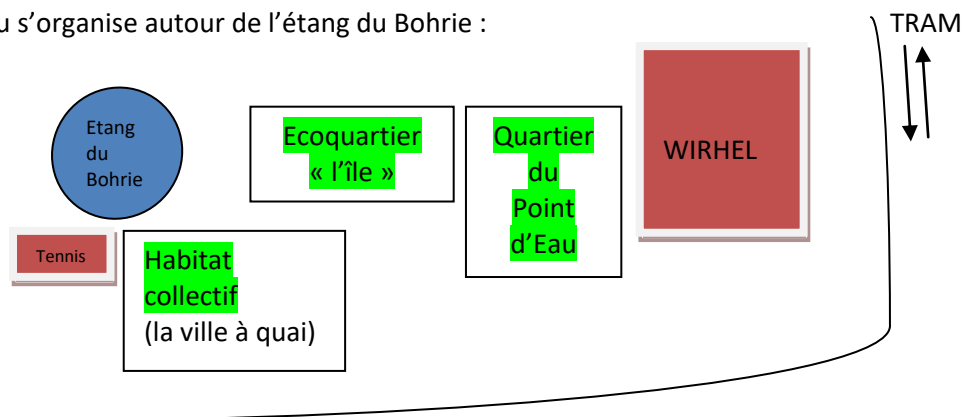 u s’organise autour de l’étang du Bohrie :
TRAM
Etang
du
Bohrie
Ecoquartier
« l’île »
Quartier
du
Point
d’Eau
WIRHEL
Tennis
Habitat
collectif
(la ville à quai)